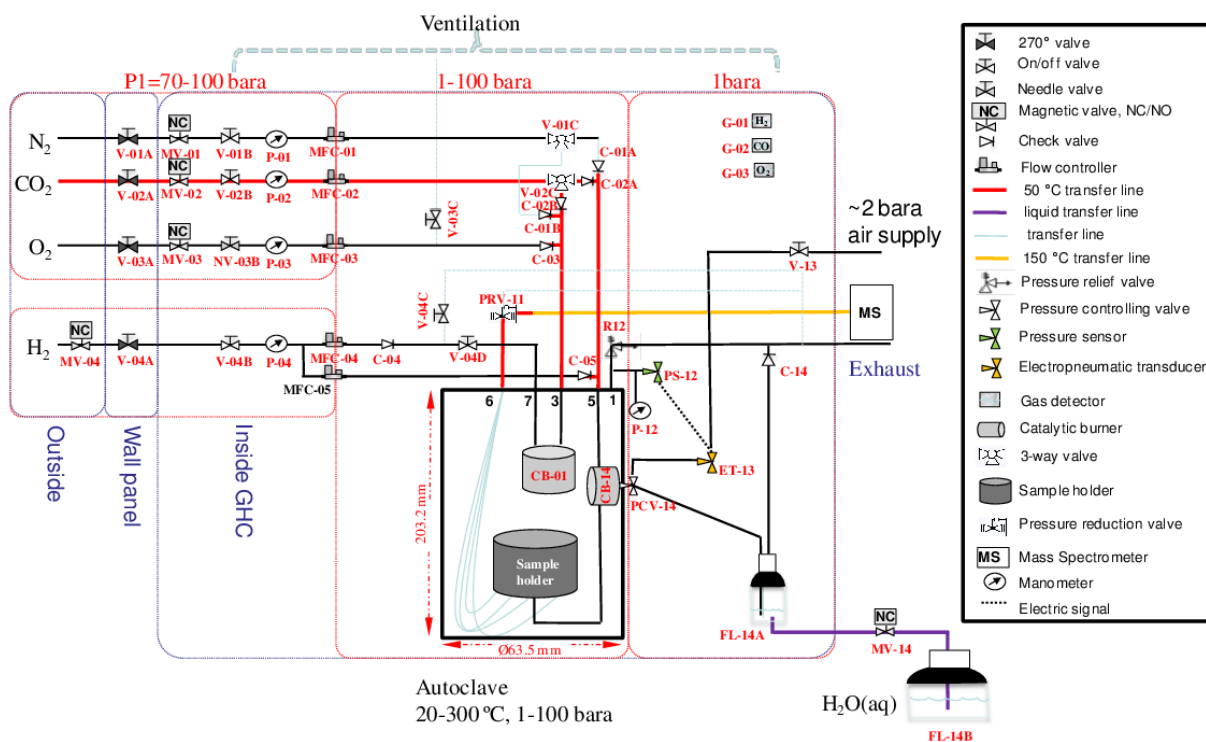 Ventilation
P1=70-100 bara
1-100 bara
1bara
N2
V-01A
NC
MV-01
V-01B
P-01
MFC-01
V-01C
C-01A
CO2
V-02A
NC
MV-02
V-02B
P-02
MFC-02
V-02C
C-02A
C-02B
C-01B
V-03C
O2
V-03A
NC
MV-03
NV-03B
P-03
MFC-03
C-03
G-01 H2
G-02 CO
G-03 O2
~2 bara
air supply
V-13
H2
NC
MV-04
V-04A
V-04B
P-04
MFC-04
C-04
V-04C
V-04D
PRV-11
MFC-05
C-05
R12
MS
Exhaust
C-14
PS-12
P-12
ET-13
6 7 3 5 1
CB-01
CB-14
PCV-14
Sample
holder
203.2 mm
Ø63.5 mm
Outside
Wall panel
Inside GHC
Autoclave
20-300 ºC, 1-100 bara
FL-14A
NC
MV-14
H2O(aq)
FL-14B
270° valve
On/off valve
Needle valve
NC
Magnetic valve, NC/NO
Check valve
Flow controller
50 °C transfer line
liquid transfer line
transfer line
150 °C transfer line
Pressure relief valve
Pressure controlling valve
Pressure sensor
Electropneumatic transducer
Gas detector
Catalytic burner
3-way valve
Sample holder
Pressure reduction valve
MS
Mass Spectrometer
Manometer
Electric signal